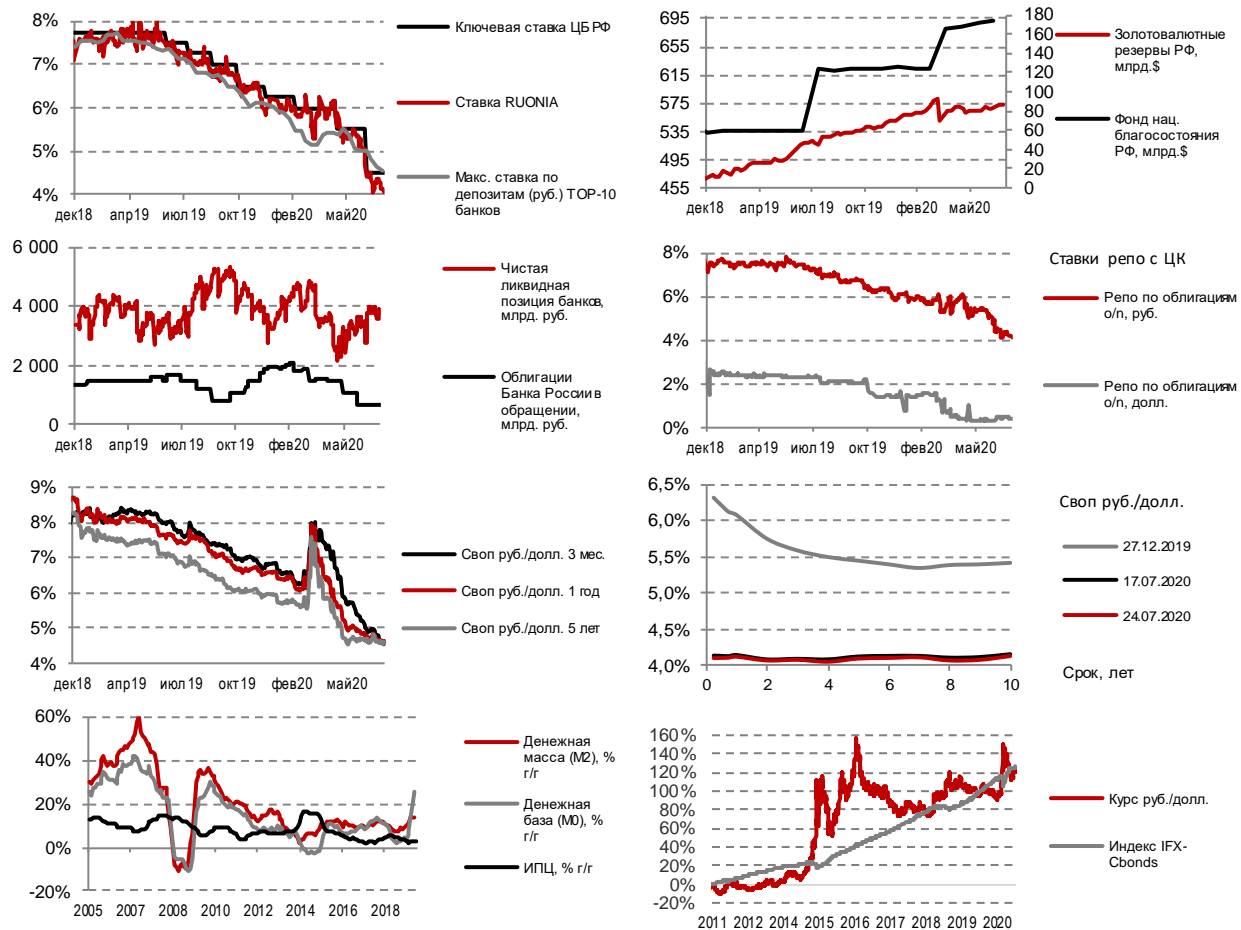 8%
7%
6%
5%
4%
дек18 апр19 июл19 окт19 фев20 май20
Ключевая ставка ЦБ РФ
Ставка RUONIA
Макс. ставка по
депозитам (руб.) TOP-10
банков
695
655
615
575
535
495
455
180
160
140
120
100
80
60
40
20
0
дек18 апр19 июл19 окт19 фев20 май20
Золотовалютные
резервы РФ,
млрд.$
Фонд нац.
благосостояния
РФ, млрд.$
6 000
4 000
2 000
0
дек18 апр19 июл19 окт19 фев20 май20
Чистая
ликвидная
позиция банков,
млрд. руб.
Облигации
Банка России в
обращении,
млрд. руб.
8%
6%
4%
2%
0%
дек18 апр19 июл19 окт19 фев20 май20
Ставки репо с ЦК
Репо по облигациям
o/n, руб.
Репо по облигациям
o/n, долл.
9%
8%
7%
6%
5%
4%
дек18 апр19 июл19 окт19 фев20 май20
Своп руб./долл. 3 мес.
Своп руб./долл. 1 год
Своп руб./долл. 5 лет
6,5%
6,0%
5,5%
5,0%
4,5%
4,0%
0 2 4 6 8 10
Своп руб./долл.
27.12.2019
17.07.2020
24.07.2020
Срок, лет
60%
40%
20%
0%
-20%
2005 2007 2008 2010 2012 2014 2016 2018
Денежная
масса (М2), %
г/г
Денежная
база (М0), %
г/г
ИПЦ, % г/г
160%
140%
120%
100%
80%
60%
40%
20%
0%
-20%
2011 2012 2014 2015 2016 2017 2018 2019 2020
Курс руб./долл.
Индекс IFX-
Cbonds